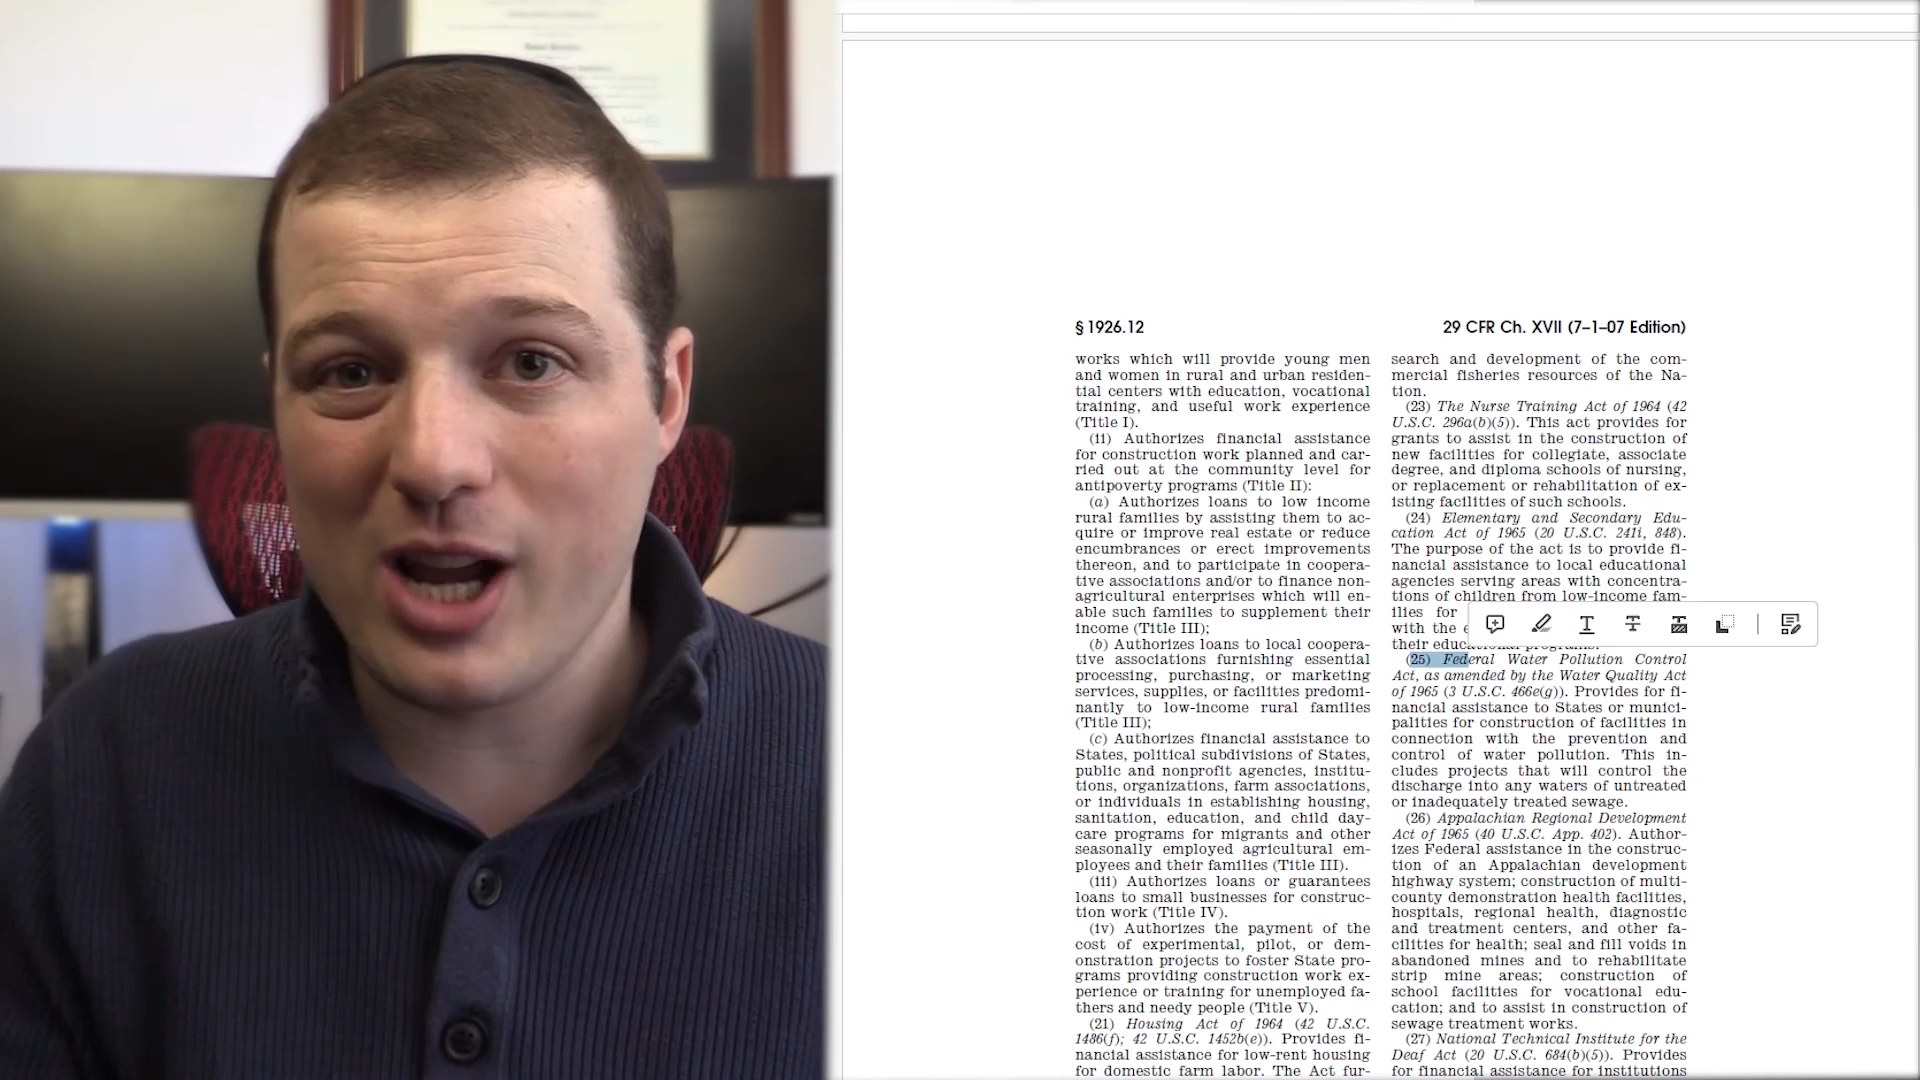 § 1926.12
29 CFR Ch. XVII (7–1–07 Edition)
works which will provide young men
and women in rural and urban residen-
tial centers with education, vocational
training, and useful work experience
(Title I).
(ii) Authorizes financial assistance
for construction work planned and car-
ried out at the community level for
antipoverty programs (Title II):
(a) Authorizes loans to low income
rural families by assisting them to ac-
quire or improve real estate or reduce
encumbrances or erect improvements
thereon, and to participate in coopera-
tive associations and/or to finance non-
agricultural enterprises which will en-
able such families to supplement their
income (Title III);
(b) Authorizes loans to local coopera-
tive associations furnishing essential
processing, purchasing, or marketing
services, supplies, or facilities predomi-
nantly to low-income rural families
(Title III);
(c) Authorizes financial assistance to
States, political subdivisions of States,
public and nonprofit agencies, institu-
tions, organizations, farm associations,
or individuals in establishing housing,
sanitation, education, and child day-
care programs for migrants and other
seasonally employed agricultural em-
ployees and their families (Title III).
(iii) Authorizes loans or guarantees
loans to small businesses for construc-
tion work (Title IV).
(iv) Authorizes the payment of the
cost of experimental, pilot, or dem-
onstration projects to foster State pro-
grams providing construction work ex-
perience or training for unemployed fa-
thers and needy people (Title V).
(21) Housing Act of 1964 (42 U.S.C.
1486(f); 42 U.S.C. 1452b(e)). Provides fi-
nancial assistance for low-rent housing
for domestic farm labor. The Act fur-
search and development of the com-
mercial fisheries resources of the Na-
tion.
(23) The Nurse Training Act of 1964 (42
U.S.C. 296a(b)(5)). This act provides for
grants to assist in the construction of
new facilities for collegiate, associate
degree, and diploma schools of nursing,
or replacement or rehabilitation of ex-
isting facilities of such schools.
(24) Elementary and Secondary Edu-
cation Act of 1965 (20 U.S.C. 241i, 848).
The purpose of the act is to provide fi-
nancial assistance to local educational
agencies serving areas with concentra-
tions of children from low-income fam-
ilies for
with the
their educational programs.
(25) Federal Water Pollution Control
Act, as amended by the Water Quality Act
of 1965 (3 U.S.C. 466e(g)). Provides for fi-
nancial assistance to States or munici-
palities for construction of facilities in
connection with the prevention and
control of water pollution. This in-
cludes projects that will control the
discharge into any waters of untreated
or inadequately treated sewage.
(26) Appalachian Regional Development
Act of 1965 (40 U.S.C. App. 402). Author-
izes Federal assistance in the construc-
tion of an Appalachian development
highway system; construction of multi-
county demonstration health facilities,
hospitals, regional health, diagnostic
and treatment centers, and other fa-
cilities for health; seal and fill voids in
abandoned mines and to rehabilitate
strip mine areas; construction of
school facilities for vocational edu-
cation; and to assist in construction of
sewage treatment works.
(27) National Technical Institute for the
Deaf Act (20 U.S.C. 684(b)(5)). Provides
for financial assistance for institutions